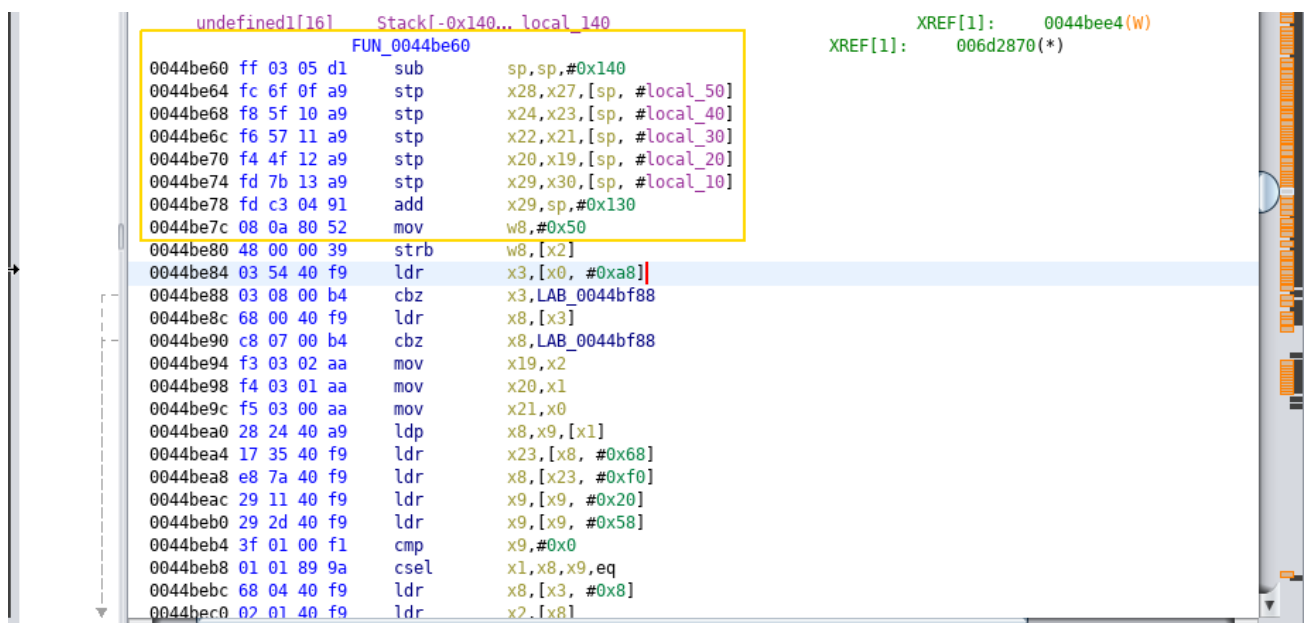 undefined1[16] Stack[-0x140... local_140 XREF[1]: 0044bee4(W)
FUN_0044be60 XREF[1]: 006d2870(*)
0044be60 ff 03 05 d1 sub sp,sp,#0x140
0044be64 fc 6f 0f a9 stp x28,x27,[sp, #local_50]
0044be68 f8 5f 10 a9 stp x24,x23,[sp, #local_40]
0044be6c f6 57 11 a9 stp x22,x21,[sp, #local_30]
0044be70 f4 4f 12 a9 stp x20,x19,[sp, #local_20]
0044be74 fd 7b 13 a9 stp x29,x30,[sp, #local_10]
0044be78 fd c3 04 91 add x29,sp,#0x130
0044be7c 08 0a 80 52 mov w8,#0x50
0044be80 48 00 00 39 strb w8,[x2]
0044be84 03 54 40 f9 ldr x3,[x0, #0xa8]
0044be88 03 08 00 b4 cbz x3,LAB_0044bf88
0044be8c 68 00 40 f9 ldr x8,[x3]
0044be90 c8 07 00 b4 cbz x8,LAB_0044bf88
0044be94 f3 03 02 aa mov x19,x2
0044be98 f4 03 01 aa mov x20,x1
0044be9c f5 03 00 aa mov x21,x0
0044bea0 28 24 40 a9 ldp x8,x9,[x1]
0044bea4 17 35 40 f9 ldr x23,[x8, #0x68]
0044bea8 e8 7a 40 f9 ldr x8,[x23, #0xf0]
0044beac 29 11 40 f9 ldr x9,[x9, #0x20]
0044beb0 29 2d 40 f9 ldr x9,[x9, #0x58]
0044beb4 3f 01 00 f1 cmp x9,#0x0
0044beb8 01 01 89 9a csel x1,x8,x9,eq
0044bebc 68 04 40 f9 ldr x8,[x3, #0x8]
0044bec0 02 01 40 f9 ldr x2,[x8]